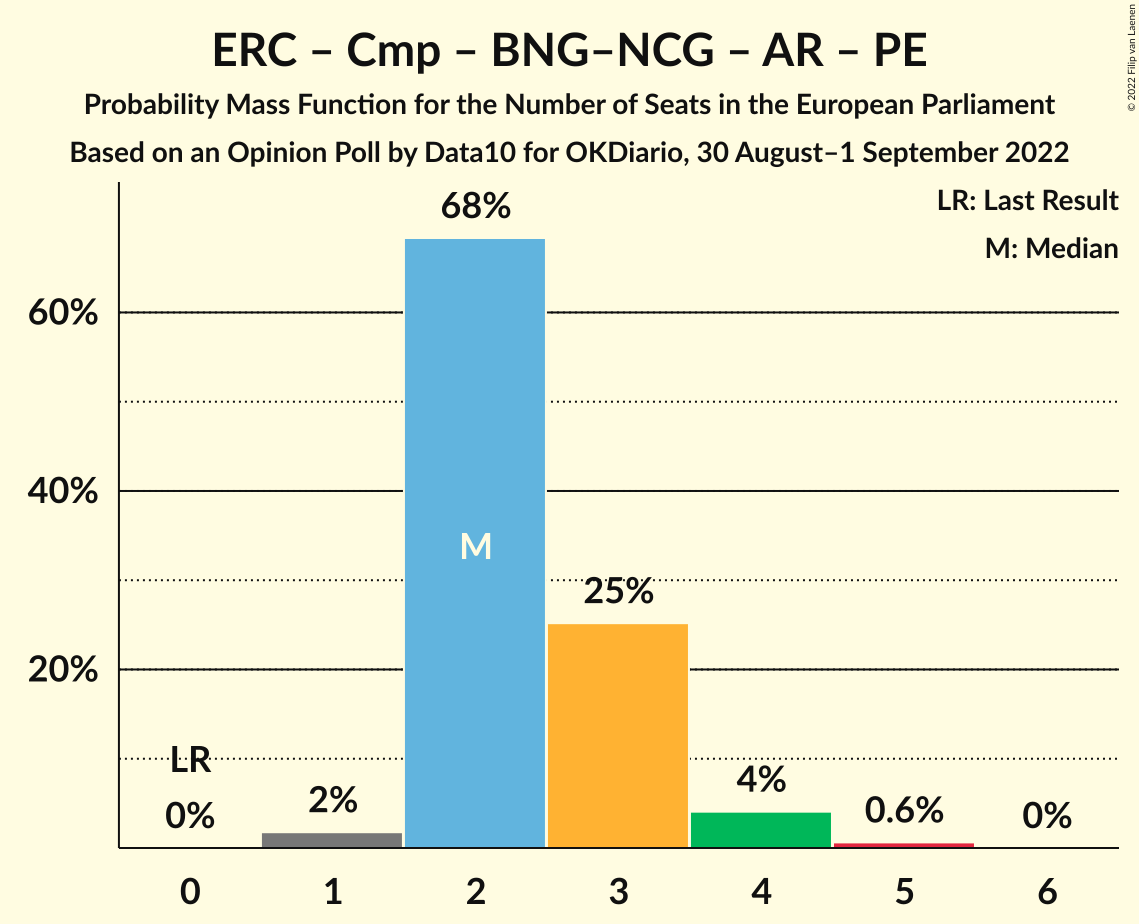 ERC – Cmp – BNG–NCG – AR – PE
Probability Mass Function for the Number of Seats in the European Parliament
Based on an Opinion Poll by Data10 for OKDiario, 30 August–1 September 2022
© 2022 Filip van Laenen
LR: Last Result
M: Median
68%
60%
40%
M
25%
20%
LR
0%
2%
4%
0.6%
0%
0 1 2 3 4 5 6